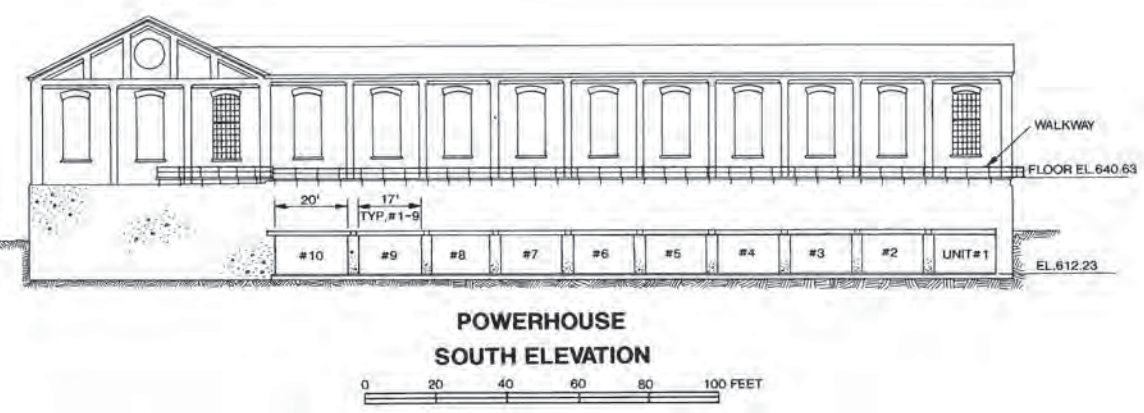 WALKWAY
FLOOR EL.640.63
20' 17'
TYP.#1-9
#10 #9 #8 #7 #6 #5 #4 #3 #2 UNIT#1
EL.612.23
POWERHOUSE
SOUTH ELEVATION
0 20 40 60 80 100 FEET